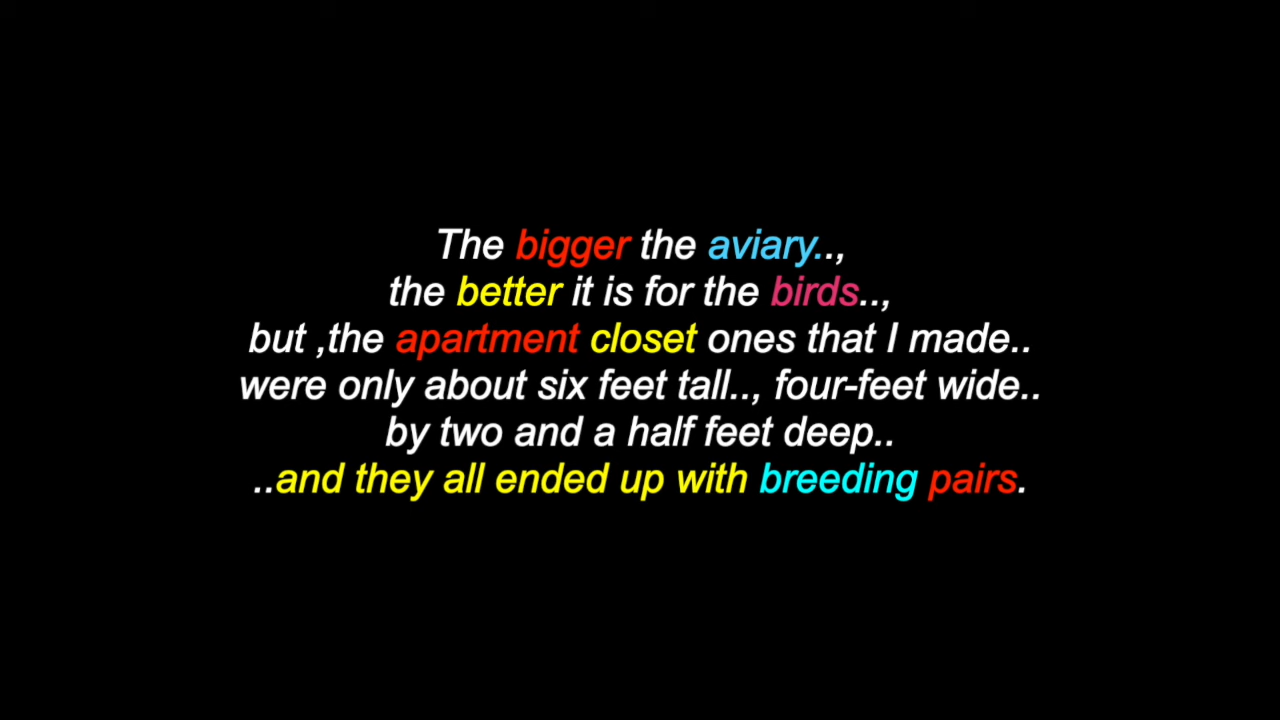 The bigger the aviary..,
the better it is for the birds..,
but ,the apartment closet ones that I made..
were only about six feet tall.., four-feet wide..
by two and a half feet deep..
..and they all ended up with breeding pairs.